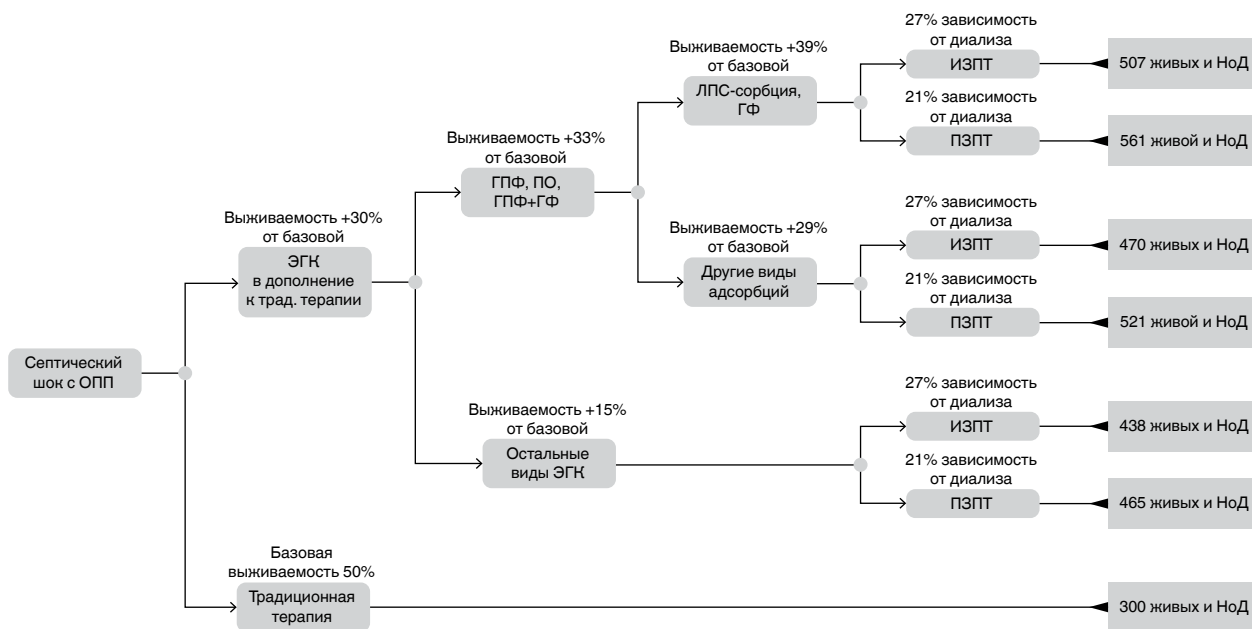 Септический
шок с ОПП
Выживаемость +30%
от базовой
ЭГК
в дополнение
к трад. терапии
Базовая
выживаемость 50%
Традиционная
терапия
Выживаемость +33%
от базовой
ГПФ, ПО,
ГПФ+ГФ
Выживаемость +15%
от базовой
Остальные
виды ЭГК
Выживаемость +39%
от базовой
ЛПС-сорбция,
ГФ
Выживаемость +29%
от базовой
Другие виды
адсорбций
27% зависимость
от диализа
ИЗПТ
507 живых и НоД
21% зависимость
от диализа
ПЗПТ
561 живой и НоД
27% зависимость
от диализа
ИЗПТ
470 живых и НоД
21% зависимость
от диализа
ПЗПТ
521 живой и НоД
27% зависимость
от диализа
ИЗПТ
438 живых и НоД
21% зависимость
от диализа
ПЗПТ
465 живых и НоД
300 живых и НоД